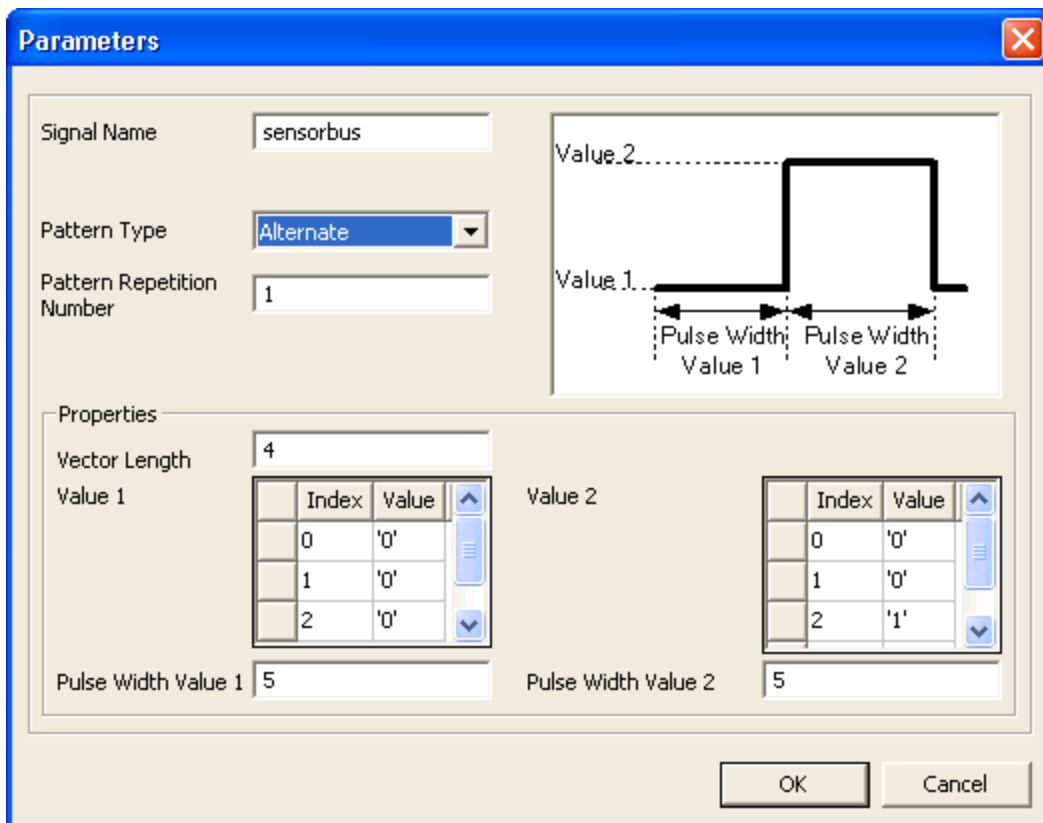 Parameters
Signal Name sensorbus
Pattern Type Alternate
Pattern Repetition
Number 1
Value 2
Value 1
Pulse Width Pulse Width
Value 1 Value 2
Properties
Vector Length 4
Value 1
Index Value
0 '0'
1 '0'
2 '0'
Value 2
Index Value
0 '0'
1 '0'
2 '1'
Pulse Width Value 1 5
Pulse Width Value 2 5
OK Cancel